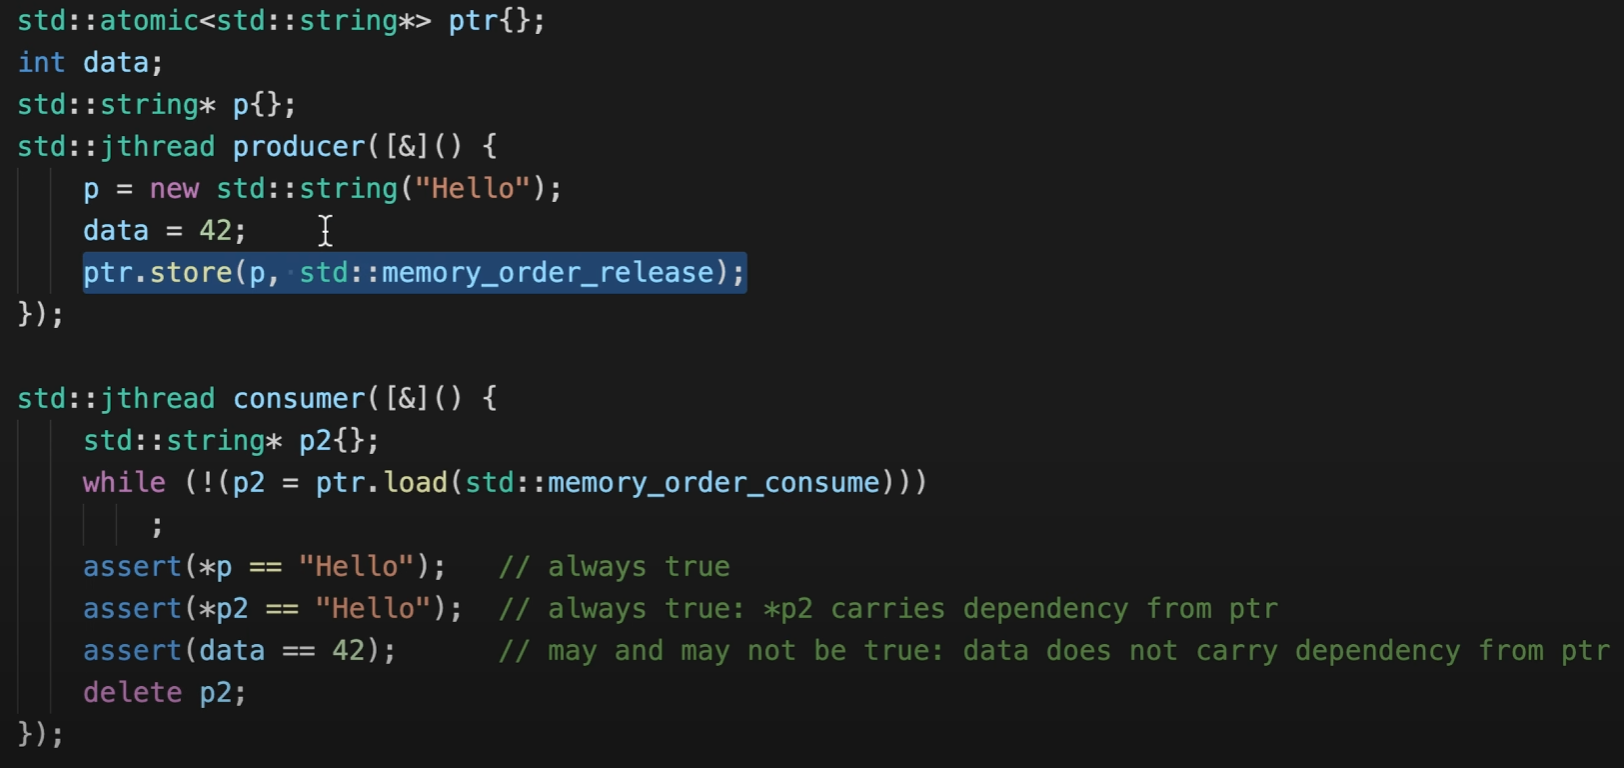 std::atomic<std::string*> ptr{};
int data;
std::string* p{};
std::jthread producer([&]() {
    p = new std::string("Hello");
    data = 42;
    ptr.store(p, std::memory_order_release);
});

std::jthread consumer([&]() {
    std::string* p2{};
    while (!(p2 = ptr.load(std::memory_order_consume)))
        ;
    assert(*p == "Hello");   // always true
    assert(*p2 == "Hello");  // always true: *p2 carries dependency from ptr
    assert(data == 42);      // may and may not be true: data does not carry dependency from ptr
    delete p2;
});